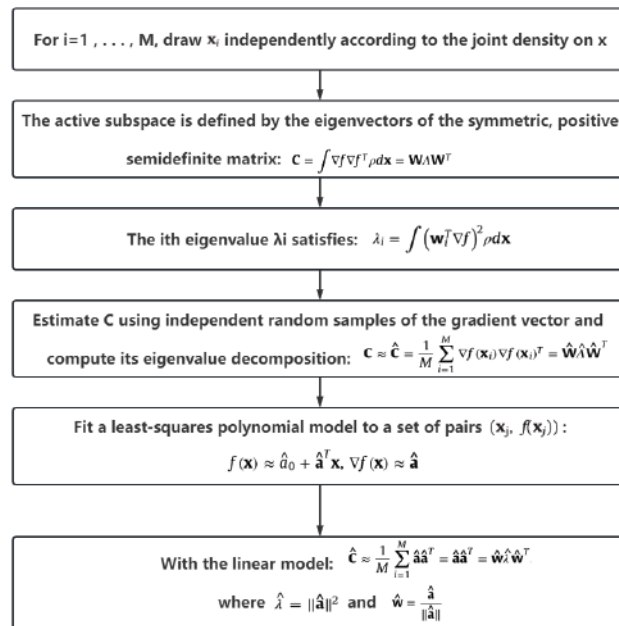 For i=1 , . . . , M, draw xᵢ independently according to the joint density on x
The active subspace is defined by the eigenvectors of the symmetric, positive
semidefinite matrix: C = ∫ ∇f∇fᵀ ρdx = WΛWᵀ
The ith eigenvalue λi satisfies: λᵢ = ∫ (wᵢᵀ∇f)² ρdx
Estimate C using independent random samples of the gradient vector and
compute its eigenvalue decomposition: C ≈ Ĉ = 1/M ∑ᵢ₌₁ᴹ ∇f(xᵢ)∇f(xᵢ)ᵀ = ŴΛ̂Ŵᵀ
Fit a least-squares polynomial model to a set of pairs (xⱼ, f(xⱼ)) :
f(x) ≈ â₀ + âᵀx, ∇f(x) ≈ â
With the linear model: Ĉ ≈ 1/M ∑ᵢ₌₁ᴹ ââᵀ = ââᵀ = ŵλ̂ŵᵀ
where λ̂ = ||â||² and ŵ = â/||â||